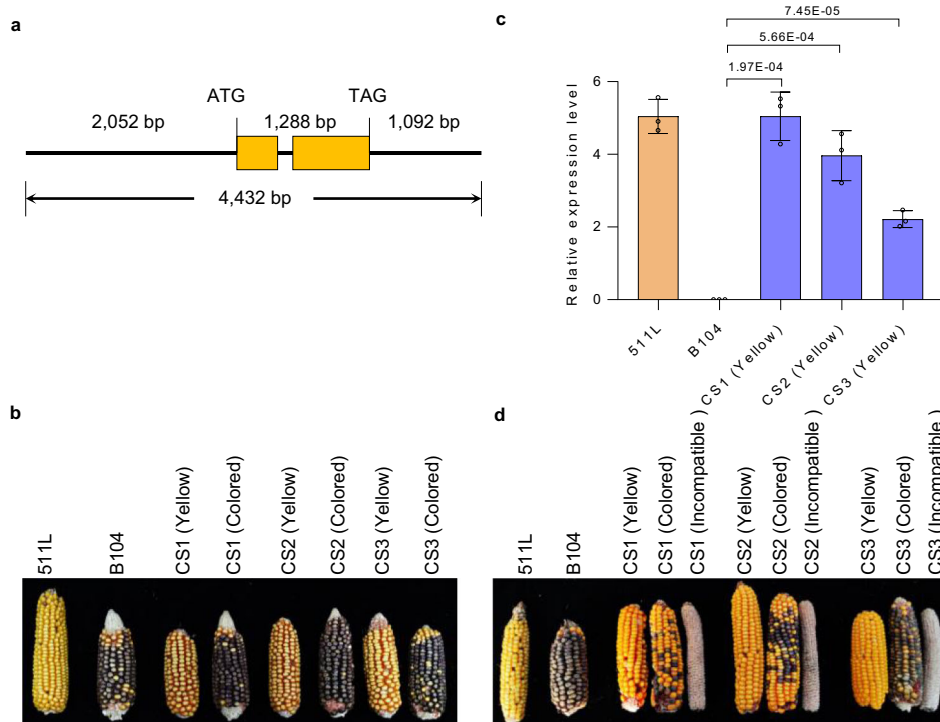 a
ATG
TAG
2,052 bp
1,288 bp
1,092 bp
4,432 bp
c
7.45E-05
5.66E-04
1.97E-04
Relative expression level
6
4
2
0
511L
B104
CS1 (Yellow)
CS2 (Yellow)
CS3 (Yellow)
b
511L
B104
CS1 (Yellow)
CS1 (Colored)
CS2 (Yellow)
CS2 (Colored)
CS3 (Yellow)
CS3 (Colored)
d
511L
B104
CS1 (Yellow)
CS1 (Colored)
CS1 (Incompatible )
CS2 (Yellow)
CS2 (Colored)
CS2 (Incompatible )
CS3 (Yellow)
CS3 (Colored)
CS3 (Incompatible )